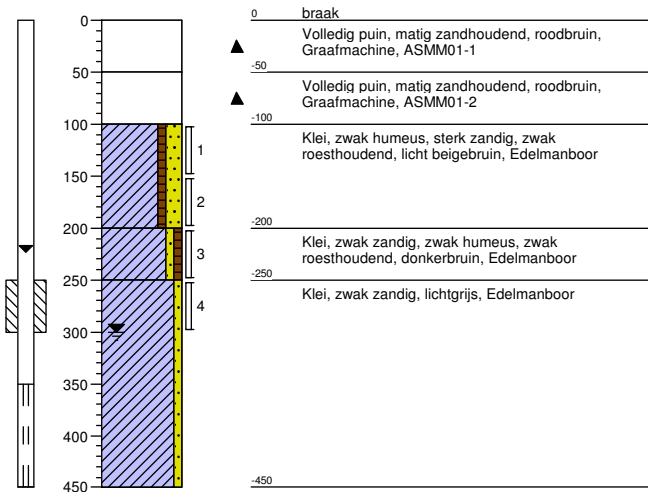 0
50
100
150
200
250
300
350
400
450
1
2
3
4
0
braak
Volledig puin, matig zandhoudend, roodbruin,
Graafmachine, ASMM01-1
-50
Volledig puin, matig zandhoudend, roodbruin,
Graafmachine, ASMM01-2
-100
Klei, zwak humeus, sterk zandig, zwak
roesthoudend, licht beigebruin, Edelmanboor
-200
Klei, zwak zandig, zwak humeus, zwak
roesthoudend, donkerbruin, Edelmanboor
-250
Klei, zwak zandig, lichtgrijs, Edelmanboor
-450